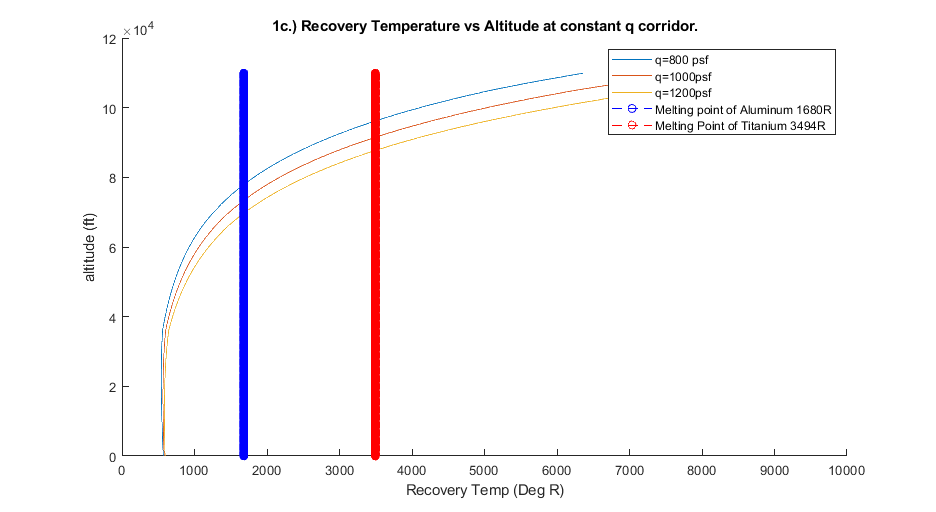 1c.) Recovery Temperature vs Altitude at constant q corridor.
×10⁴
12
10
8
6
4
2
0
altitude (ft)
q=800 psf
q=1000psf
q=1200psf
Melting point of Aluminum 1680R
Melting Point of Titanium 3494R
0 1000 2000 3000 4000 5000 6000 7000 8000 9000 10000
Recovery Temp (Deg R)